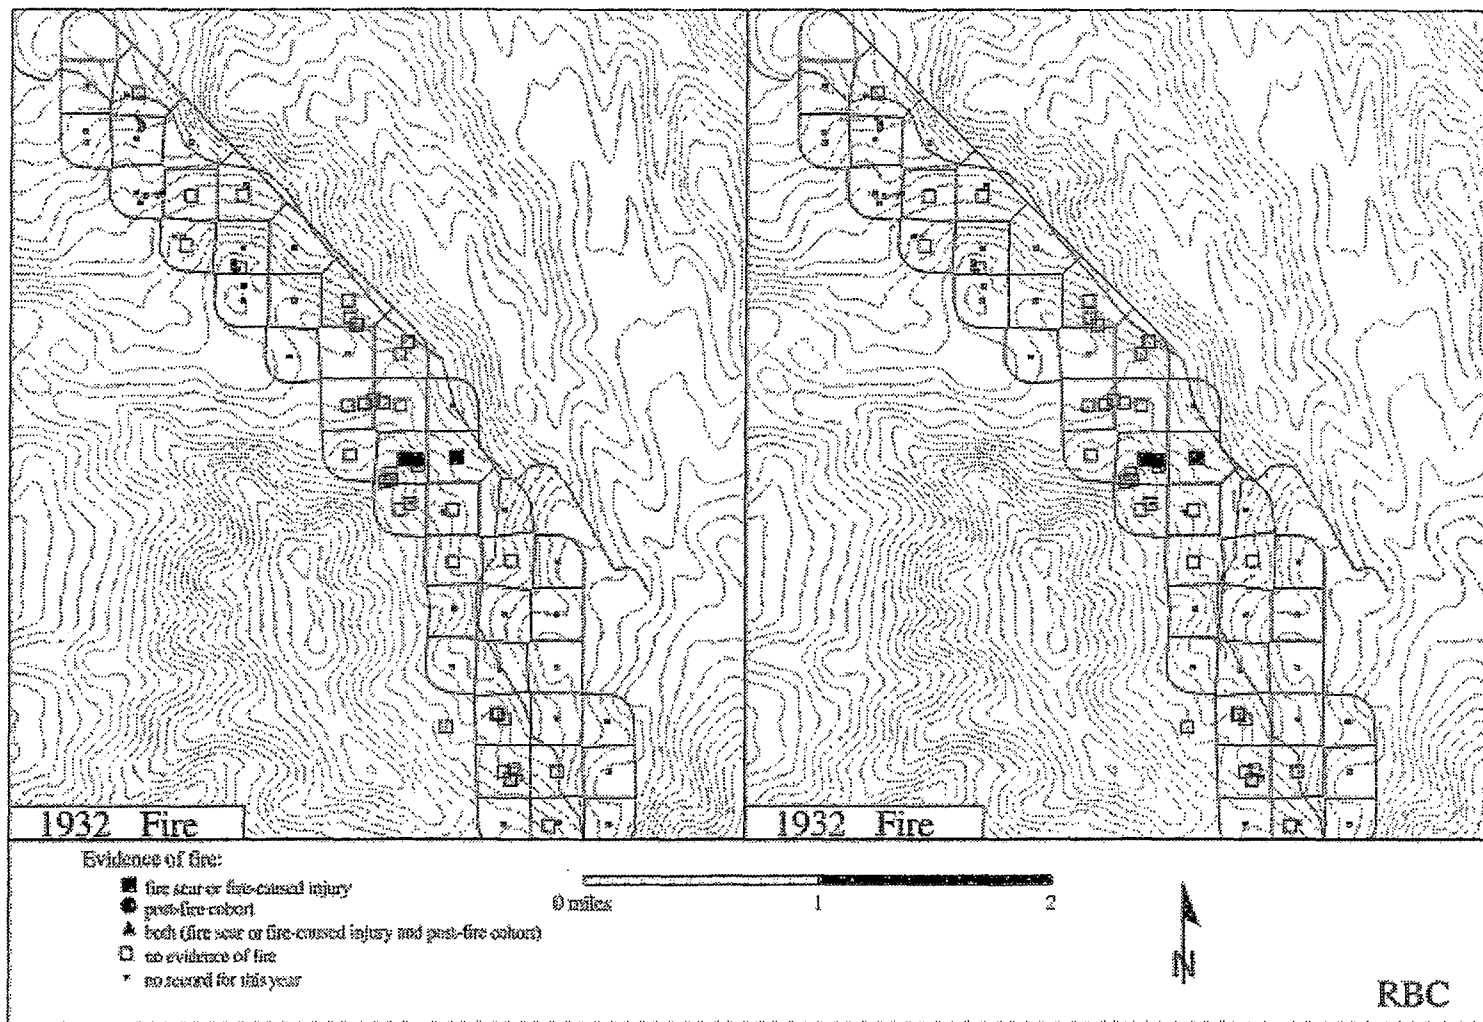 1932 Fire
1932 Fire
Evidence of fire:
fire scar or fire-caused injury
post-fire cohort
both (fire scar or fire-caused injury and post-fire cohort)
no evidence of fire
no record for this year
0 miles 1 2
N
RBC